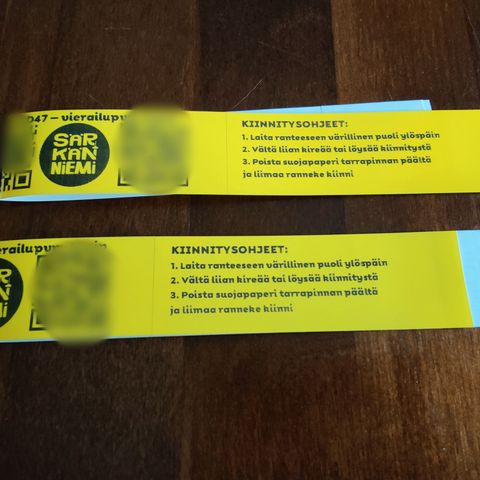 047 – vierailupu
SÄR
KÄN
NIEMI
KIINNITYSOHJEET:
1. Laita ranteeseen värillinen puoli ylöspäin
2. Vältä liian kireää tai löysää kiinnitystä
3. Poista suojapaperi tarrapinnan päältä
ja liimaa ranneke kiinni
erailupu
KIINNITYSOHJEET:
1. Laita ranteeseen värillinen puoli ylöspäin
2. Vältä liian kireää tai löysää kiinnitystä
3. Poista suojapaperi tarrapinnan päältä
ja liimaa ranneke kiinni